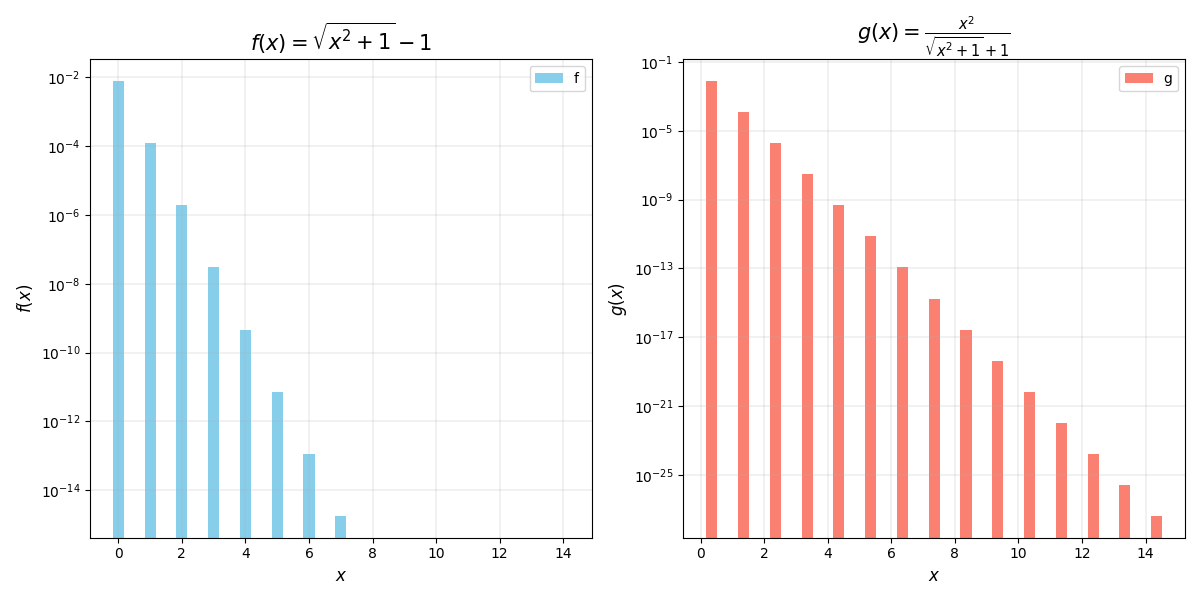 f(x) = √(x² + 1) − 1
f
10⁻²
10⁻⁴
10⁻⁶
10⁻⁸
10⁻¹⁰
10⁻¹²
10⁻¹⁴
f(x)
0 2 4 6 8 10 12 14
x
g(x) = x² / (√(x²+1)+1)
g
10⁻¹
10⁻⁵
10⁻⁹
10⁻¹³
10⁻¹⁷
10⁻²¹
10⁻²⁵
g(x)
0 2 4 6 8 10 12 14
x